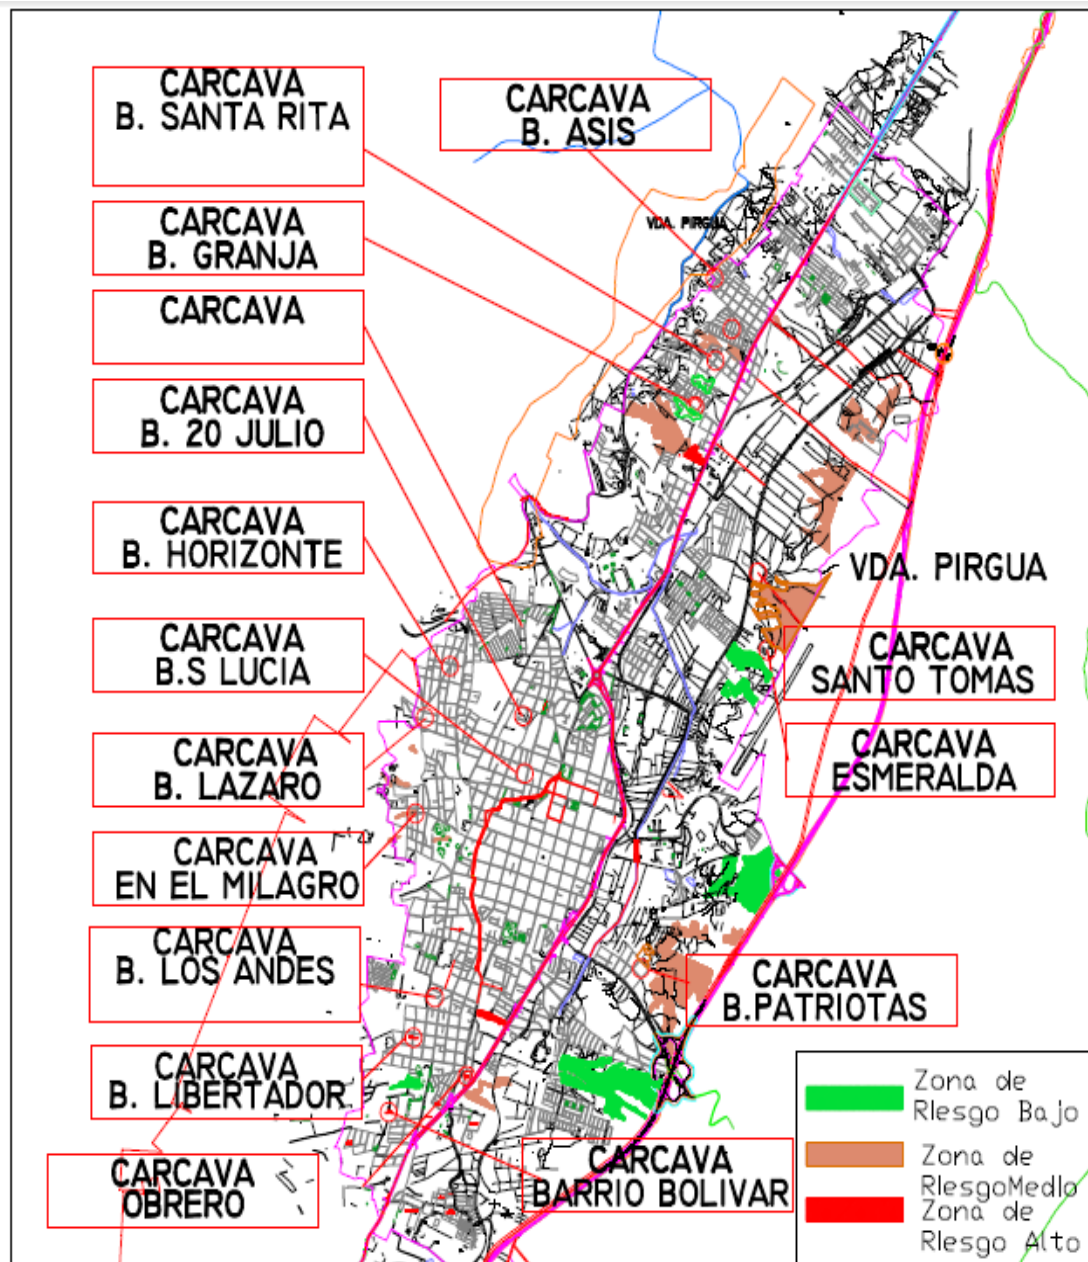 CARCAVA
B. SANTA RITA
CARCAVA
B. ASIS
CARCAVA
B. GRANJA
VDA. PIRGUA
CARCAVA
CARCAVA
B. 20 JULIO
CARCAVA
B. HORIZONTE
VDA. PIRGUA
CARCAVA
B.S LUCIA
CARCAVA
SANTO TOMAS
CARCAVA
B. LAZARO
CARCAVA
ESMERALDA
CARCAVA
EN EL MILAGRO
CARCAVA
B. LOS ANDES
CARCAVA
B.PATRIOTAS
CARCAVA
B. LIBERTADOR
CARCAVA
OBRERO
CARCAVA
BARRIO BOLIVAR
Zona de
RIesgo Bajo
Zona de
RIesgoMedIo
Zona de
RIesgo Alto